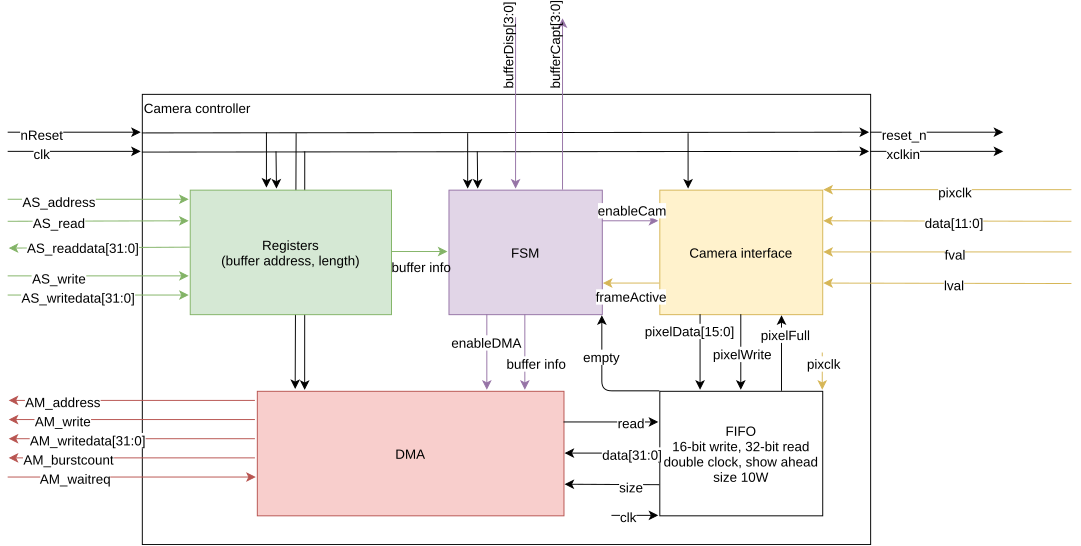 bufferDisp[3:0]
bufferCapt[3:0]
Camera controller
nReset
reset_n
clk
xclkin
AS_address
AS_read
AS_readdata[31:0]
AS_write
AS_writedata[31:0]
Registers
(buffer address, length)
buffer info
FSM
enableCam
frameActive
Camera interface
pixclk
data[11:0]
fval
lval
enableDMA
buffer info
empty
pixelData[15:0]
pixelWrite
pixelFull
pixclk
AM_address
AM_write
AM_writedata[31:0]
AM_burstcount
AM_waitreq
DMA
read
data[31:0]
size
clk
FIFO
16-bit write, 32-bit read
double clock, show ahead
size 10W